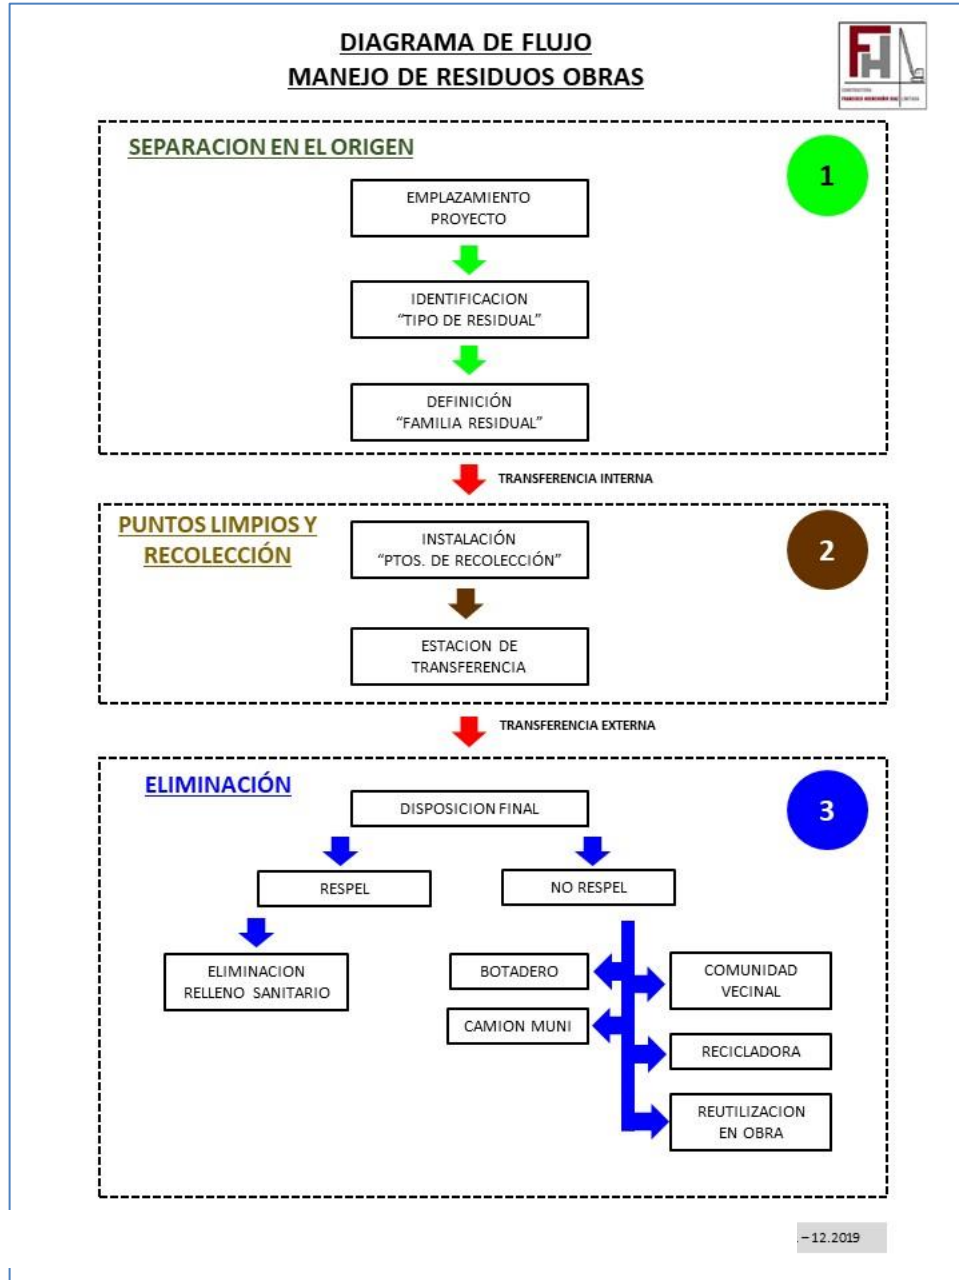 DIAGRAMA DE FLUJO
MANEJO DE RESIDUOS OBRAS
FH
CONSTRUCTORA
SEPARACION EN EL ORIGEN
1
EMPLAZAMIENTO
PROYECTO
IDENTIFICACION
“TIPO DE RESIDUAL”
DEFINICIÓN
“FAMILIA RESIDUAL”
TRANSFERENCIA INTERNA
PUNTOS LIMPIOS Y
RECOLECCIÓN
2
INSTALACIÓN
“PTOS. DE RECOLECCIÓN”
ESTACION DE
TRANSFERENCIA
TRANSFERENCIA EXTERNA
ELIMINACIÓN
3
DISPOSICION FINAL
RESPEL
NO RESPEL
ELIMINACION
RELLENO SANITARIO
BOTADERO
COMUNIDAD
VECINAL
CAMION MUNI
RECICLADORA
REUTILIZACION
EN OBRA
. – 12.2019